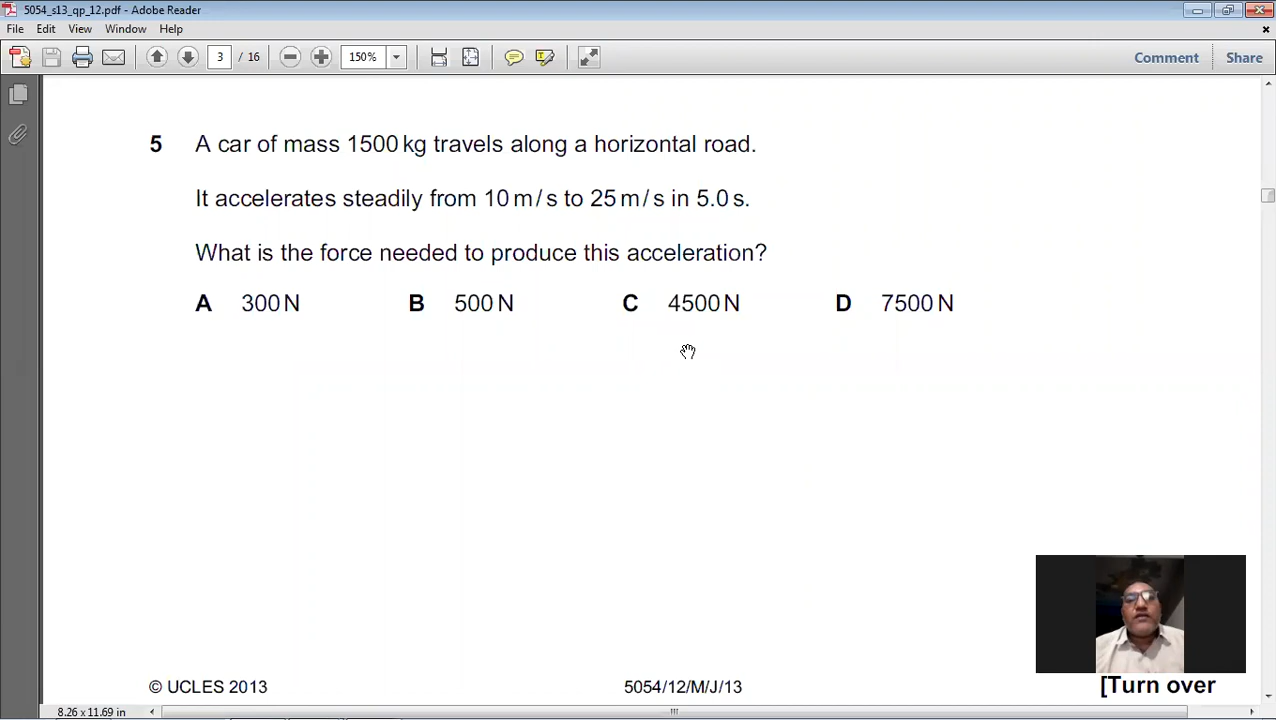 5054_s13_qp_12.pdf - Adobe Reader
File Edit View Window Help
3 / 16 150% Comment Share
5 A car of mass 1500 kg travels along a horizontal road.
It accelerates steadily from 10 m / s to 25 m / s in 5.0 s.
What is the force needed to produce this acceleration?
A 300 N B 500 N C 4500 N D 7500 N
© UCLES 2013 5054/12/M/J/13 [Turn over
8.26 x 11.69 in